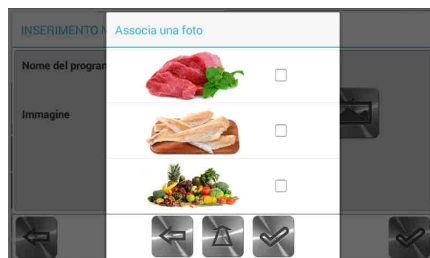 INSERIMENTO N
Associa una foto
Nome del program
Immagine